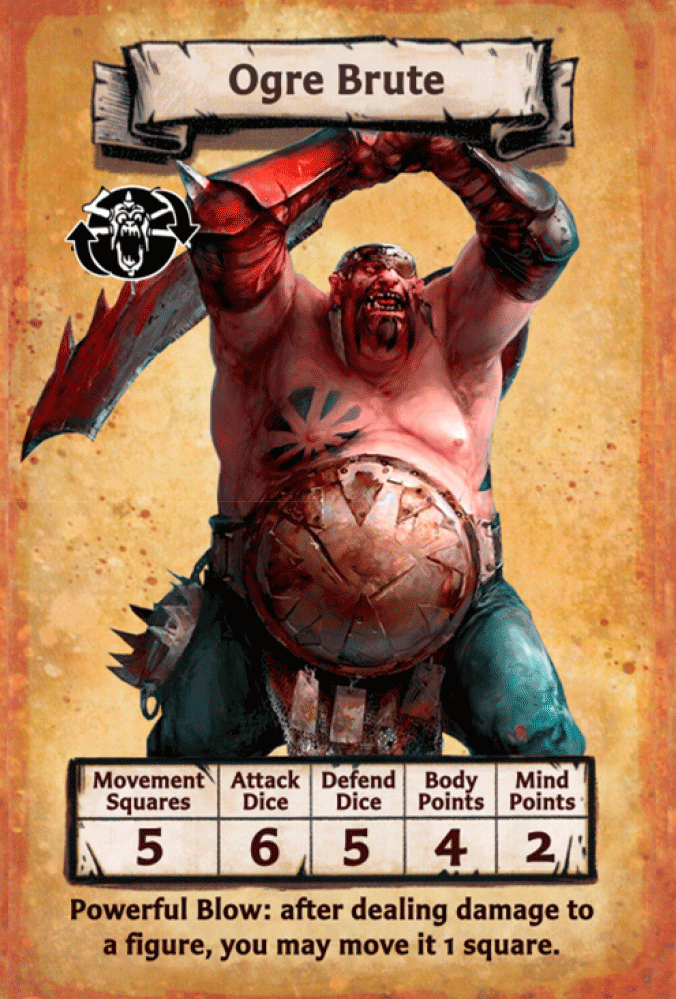 Ogre Brute
Movement Squares Attack Dice Defend Dice Body Points Mind Points
5 6 5 4 2
Powerful Blow: after dealing damage to
a figure, you may move it 1 square.